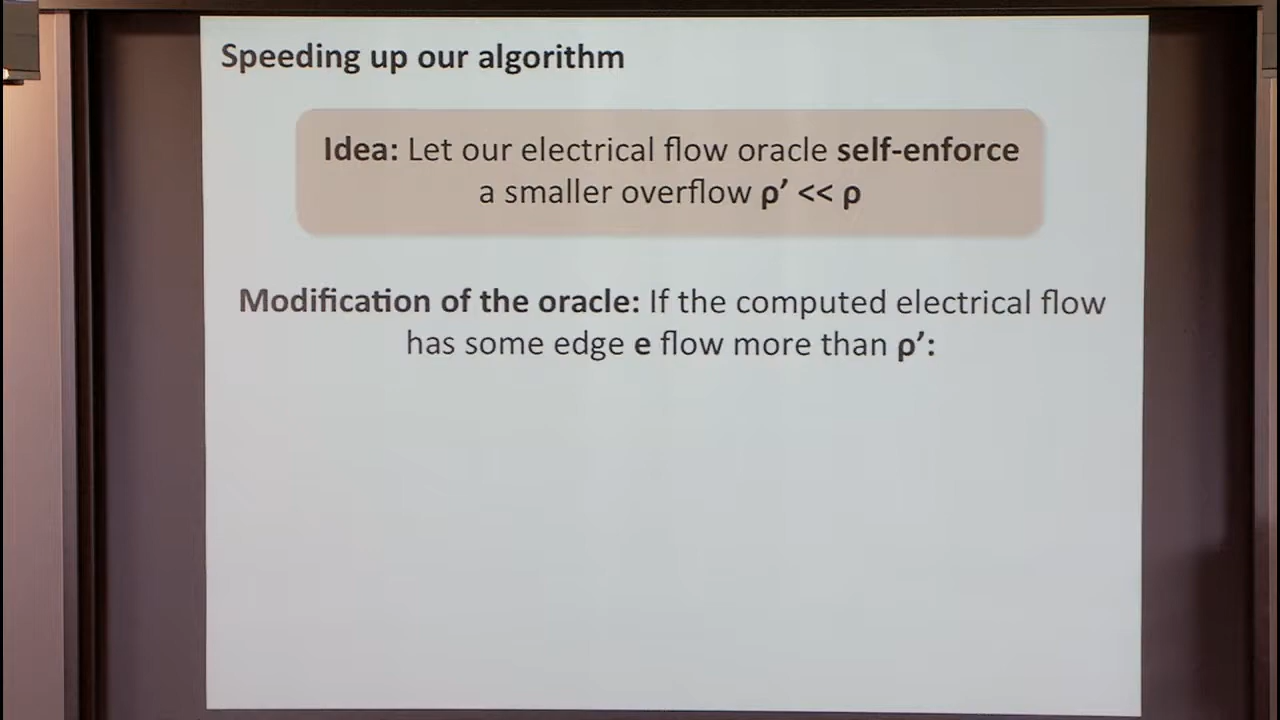 Speeding up our algorithm
Idea: Let our electrical flow oracle self-enforce
a smaller overflow ρ’ << ρ
Modification of the oracle: If the computed electrical flow
has some edge e flow more than ρ’: